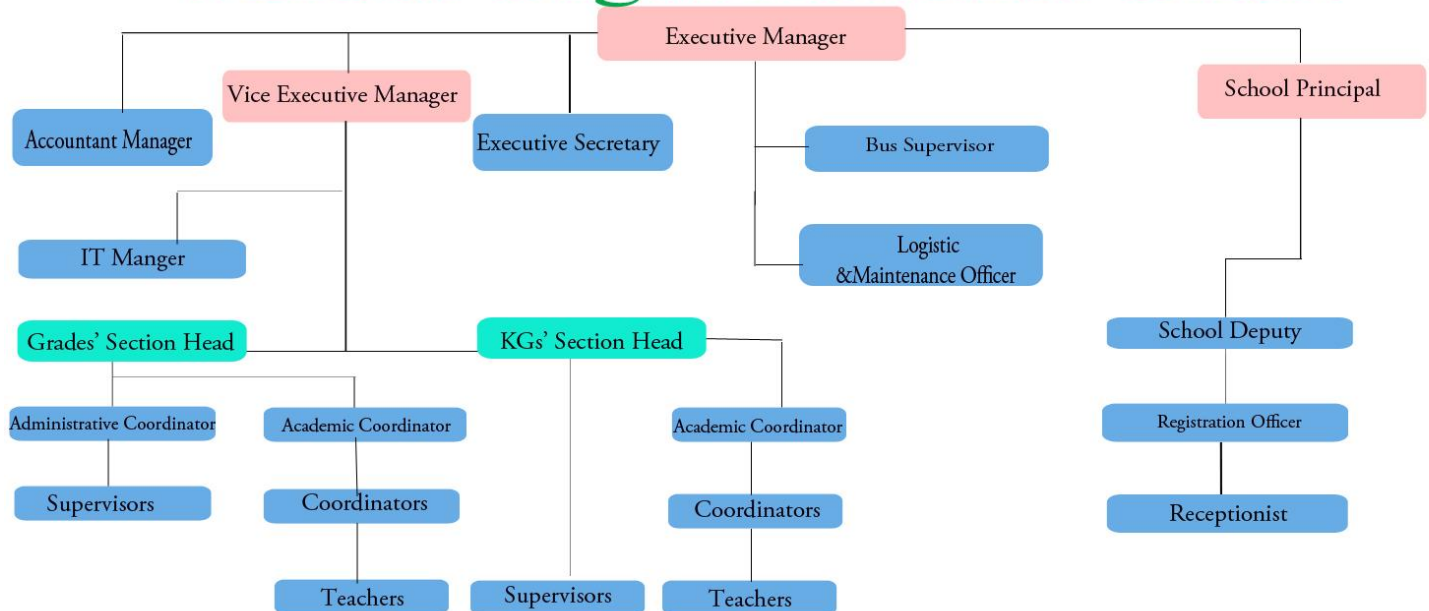 Executive Manager
Vice Executive Manager
School Principal
Accountant Manager
Executive Secretary
Bus Supervisor
IT Manger
Logistic
&Maintenance Officer
Grades' Section Head
KGs' Section Head
School Deputy
Administrative Coordinator
Academic Coordinator
Academic Coordinator
Registration Officer
Supervisors
Coordinators
Coordinators
Receptionist
Teachers
Supervisors
Teachers